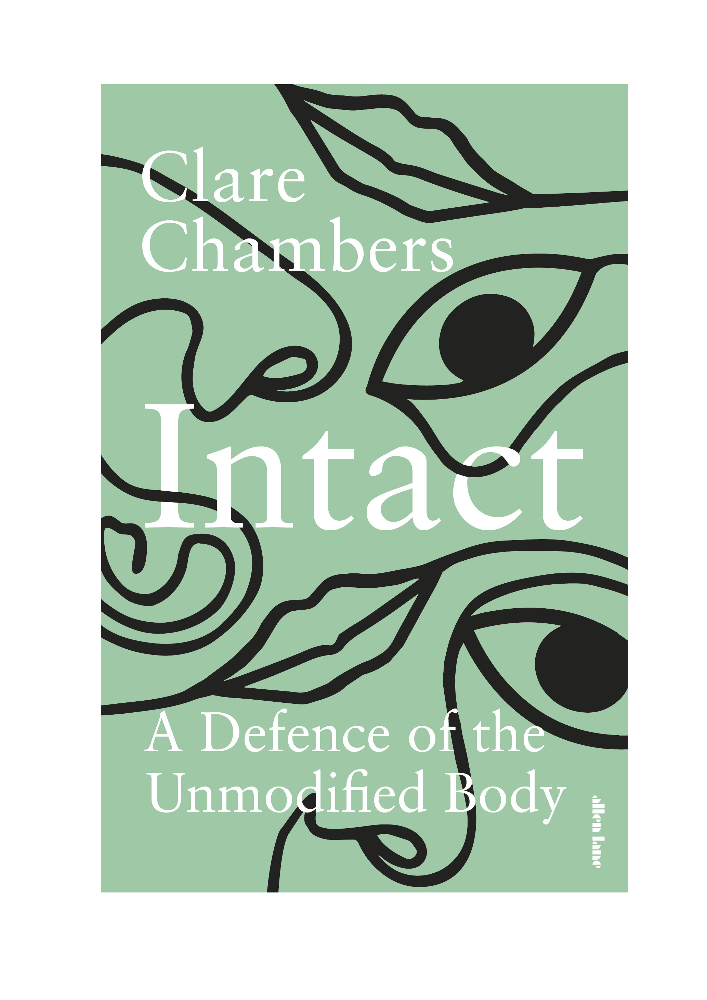 Clare
Chambers
Intact
A Defence of the
Unmodified Body
allen lane